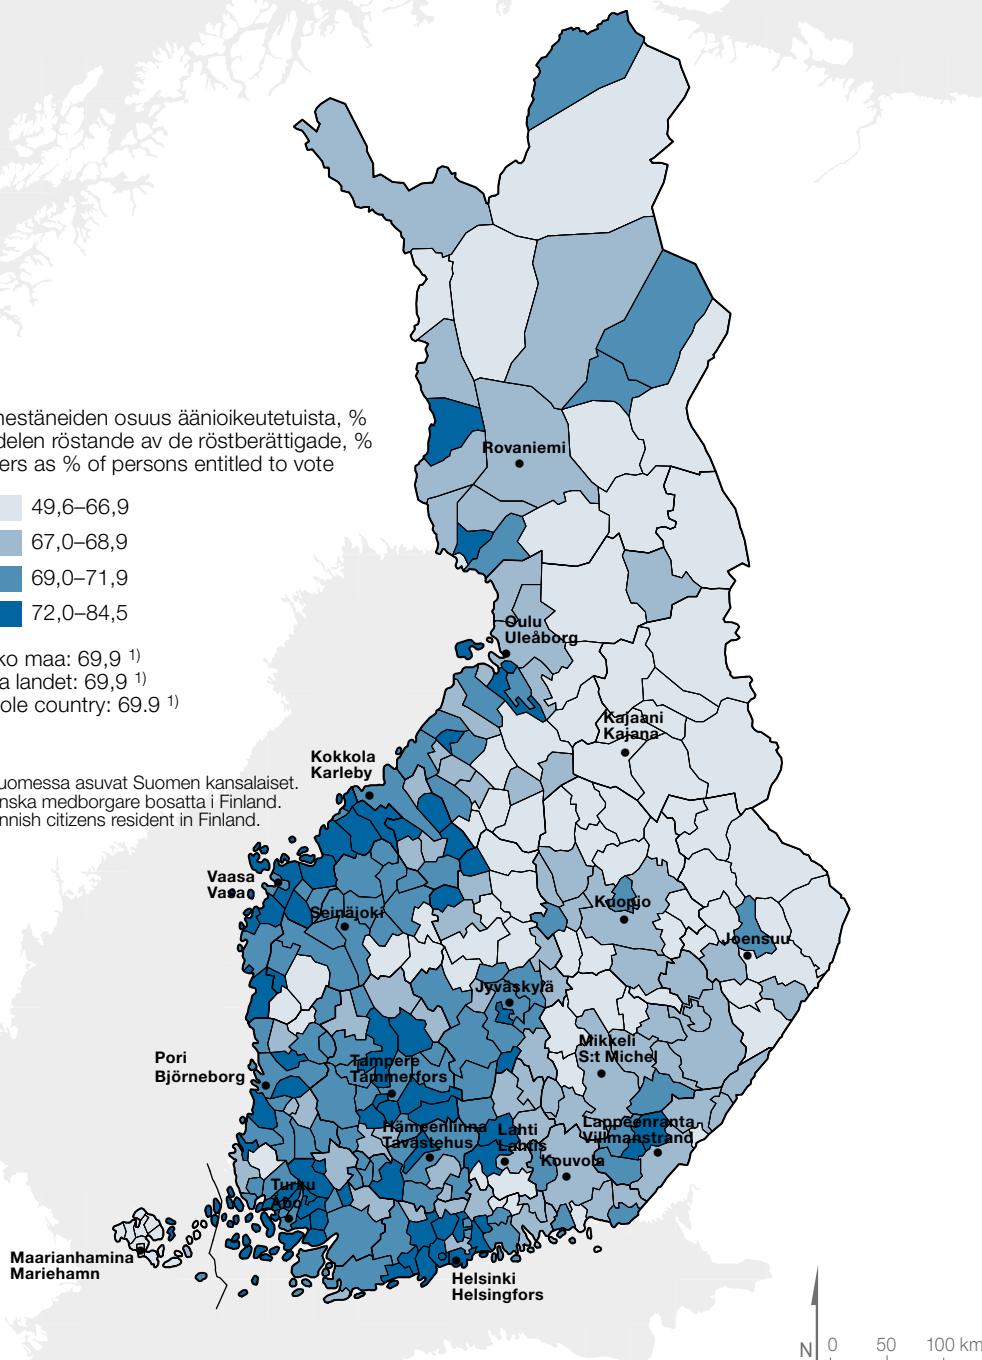 nestäneiden osuus äänioikeutetuista, %
delen röstande av de röstberättigade, %
ers as % of persons entitled to vote
49,6–66,9
67,0–68,9
69,0–71,9
72,0–84,5
ko maa: 69,9 1)
a landet: 69,9 1)
ole country: 69.9 1)
uomessa asuvat Suomen kansalaiset.
nska medborgare bosatta i Finland.
nnish citizens resident in Finland.
Rovaniemi
Oulu
Uleåborg
Kajaani
Kajana
Kokkola
Karleby
Vaasa
Vasa
Seinäjoki
Kuopio
Joensuu
Jyväskylä
Mikkeli
S:t Michel
Pori
Björneborg
Tampere
Tammerfors
Hämeenlinna
Tavastehus
Lahti
Lahtis
Lappeenranta
Villmanstrand
Kouvola
Turku
Åbo
Maarianhamina
Mariehamn
Helsinki
Helsingfors
N 0 50 100 km